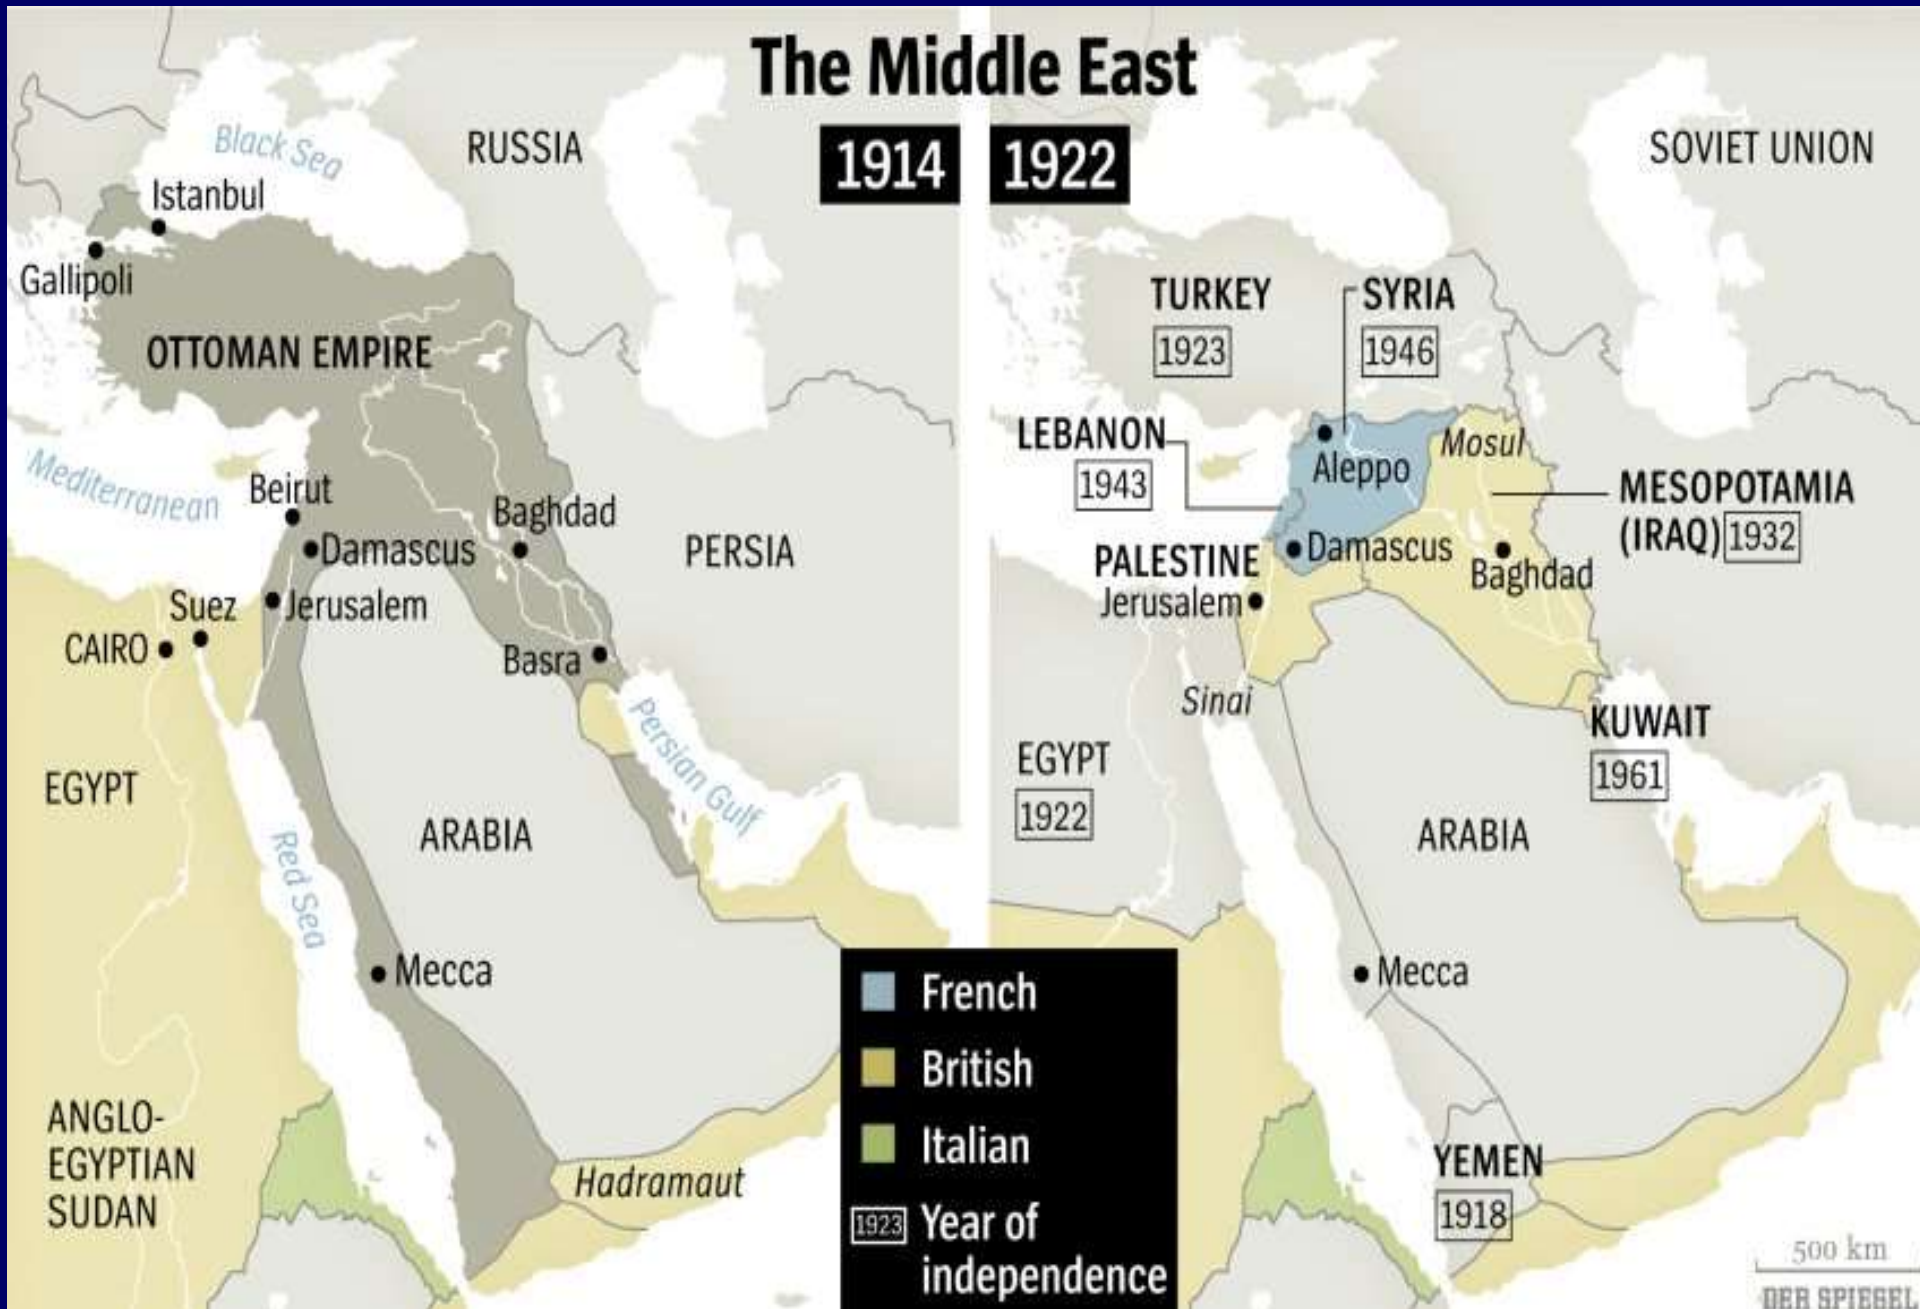 The Middle East
1914
1922
Black Sea
RUSSIA
Istanbul
Gallipoli
OTTOMAN EMPIRE
Mediterranean
Beirut
Baghdad
Damascus
PERSIA
Suez
Jerusalem
CAIRO
Basra
Persian Gulf
EGYPT
ARABIA
Red Sea
Mecca
ANGLO-
EGYPTIAN
SUDAN
Hadramaut
SOVIET UNION
TURKEY
1923
SYRIA
1946
LEBANON
1943
Aleppo
Mosul
MESOPOTAMIA
(IRAQ) 1932
PALESTINE
Damascus
Jerusalem
Baghdad
Sinai
KUWAIT
1961
EGYPT
1922
ARABIA
Mecca
YEMEN
1918
French
British
Italian
1923 Year of
independence
500 km
DER SPIEGEL